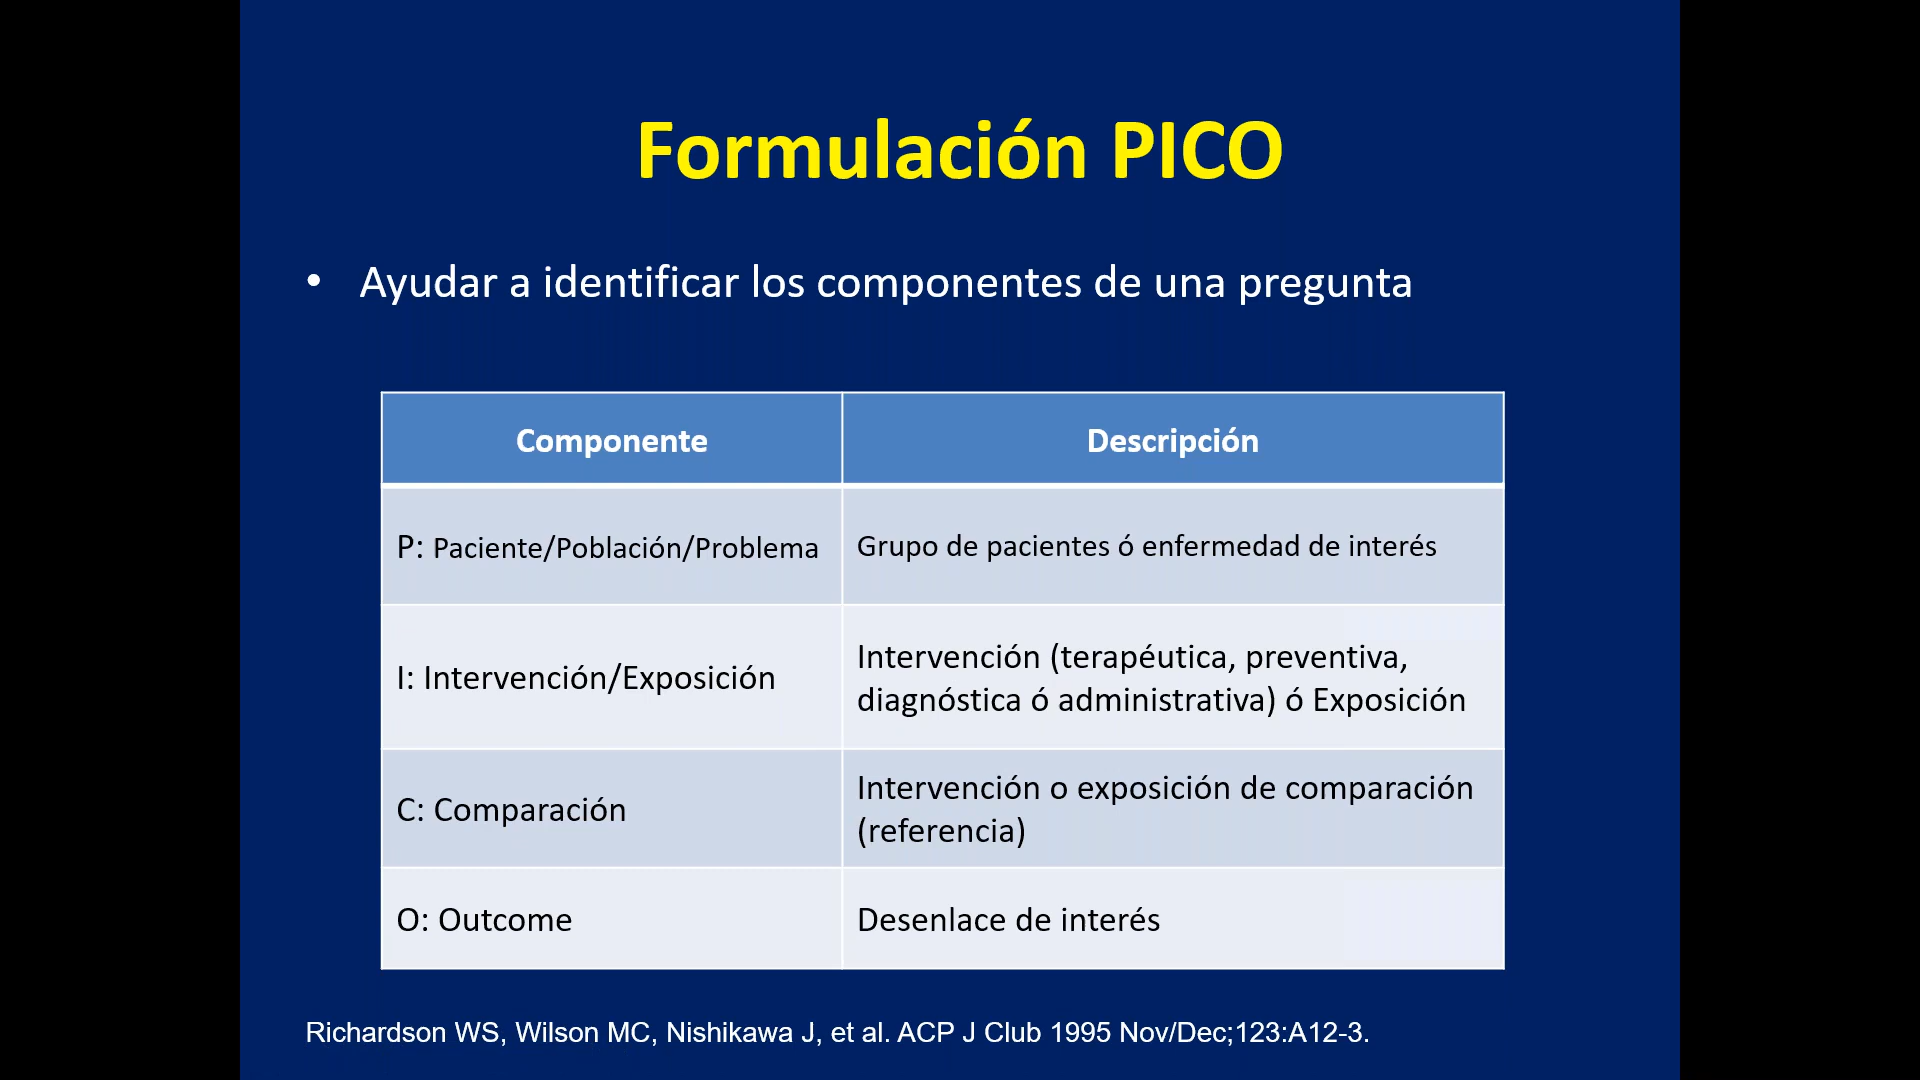 Formulación PICO
• Ayudar a identificar los componentes de una pregunta
Componente
Descripción
P: Paciente/Población/Problema
Grupo de pacientes ó enfermedad de interés
I: Intervención/Exposición
Intervención (terapéutica, preventiva,
diagnóstica ó administrativa) ó Exposición
C: Comparación
Intervención o exposición de comparación
(referencia)
O: Outcome
Desenlace de interés
Richardson WS, Wilson MC, Nishikawa J, et al. ACP J Club 1995 Nov/Dec;123:A12-3.